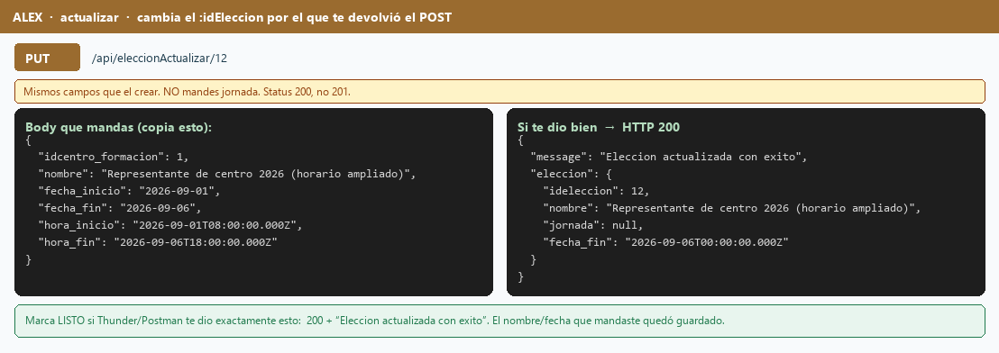 ALEX · actualizar · cambia el :idEleccion por el que te devolvió el POST
PUT /api/eleccionActualizar/12
Mismos campos que el crear. NO mandes jornada. Status 200, no 201.
Body que mandas (copia esto):
{
  "idcentro_formacion": 1,
  "nombre": "Representante de centro 2026 (horario ampliado)",
  "fecha_inicio": "2026-09-01",
  "fecha_fin": "2026-09-06",
  "hora_inicio": "2026-09-01T08:00:00.000Z",
  "hora_fin": "2026-09-06T18:00:00.000Z"
}
Si te dio bien → HTTP 200
{
  "message": "Eleccion actualizada con exito",
  "eleccion": {
    "ideleccion": 12,
    "nombre": "Representante de centro 2026 (horario ampliado)",
    "jornada": null,
    "fecha_fin": "2026-09-06T00:00:00.000Z"
  }
}
Marca LISTO si Thunder/Postman te dio exactamente esto: 200 + “Eleccion actualizada con exito”. El nombre/fecha que mandaste quedó guardado.